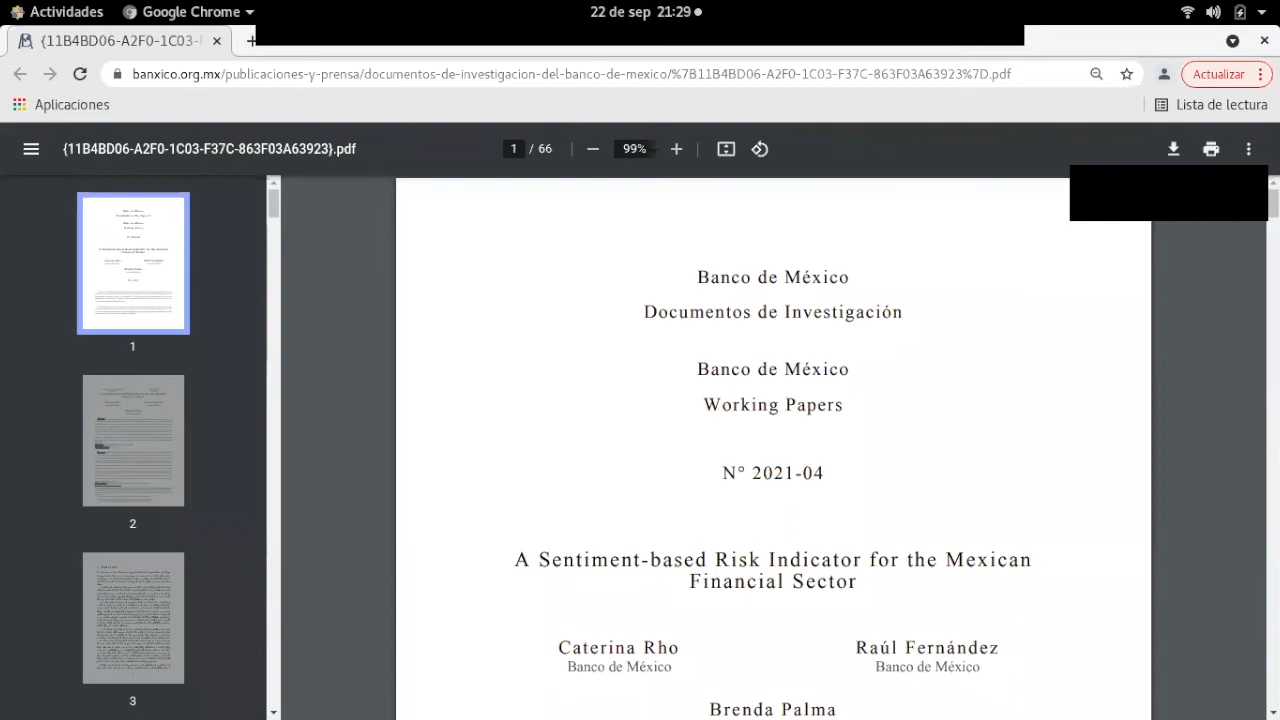 Actividades
Google Chrome
22 de sep 21:29
{11B4BD06-A2F0-1C03-F
banxico.org.mx/publicaciones-y-prensa/documentos-de-investigacion-del-banco-de-mexico/%7B11B4BD06-A2F0-1C03-F37C-863F03A63923%7D.pdf
Actualizar
Aplicaciones
Lista de lectura
{11B4BD06-A2F0-1C03-F37C-863F03A63923}.pdf
1 / 66
99%
1
2
3
Banco de México
Documentos de Investigación
Banco de México
Working Papers
N° 2021-04
A Sentiment-based Risk Indicator for the Mexican
Financial Sector
Caterina Rho
Banco de México
Raúl Fernández
Banco de México
Brenda Palma